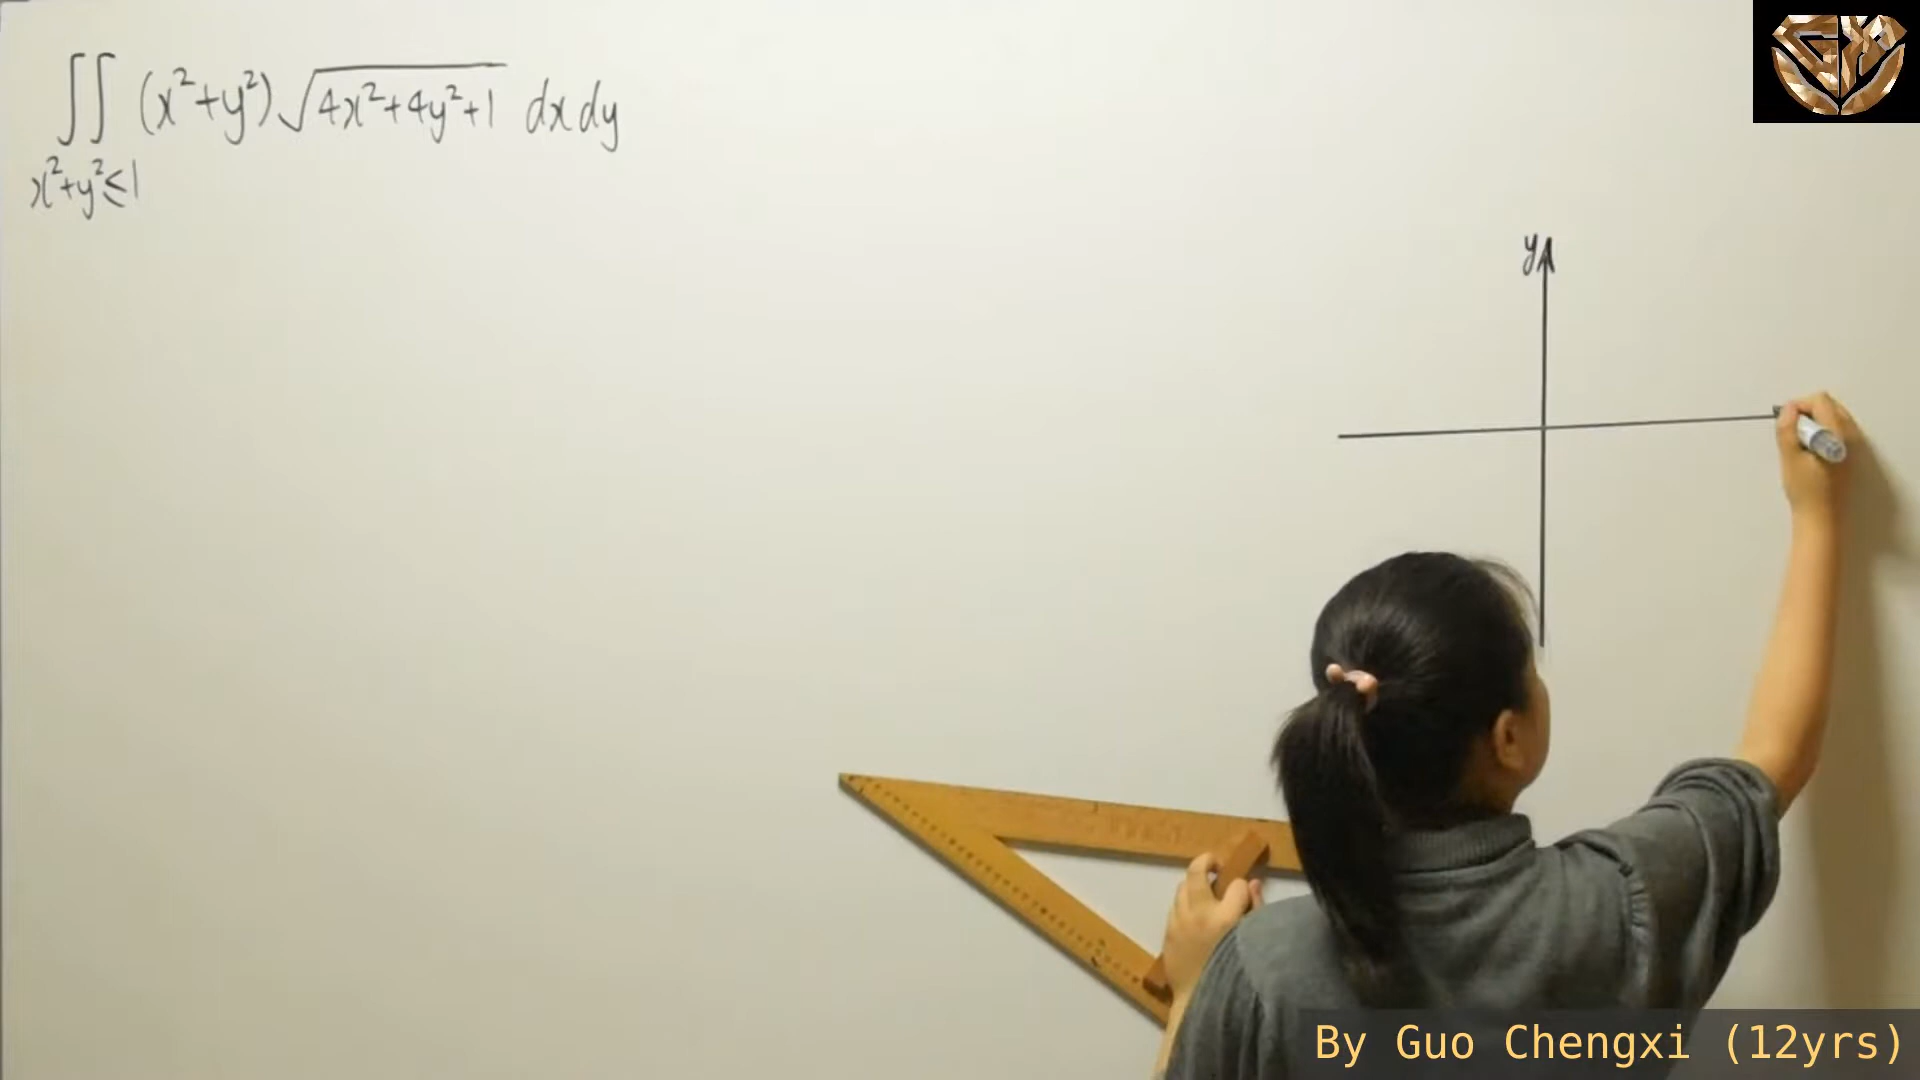 ∬ (x²+y²)√(4x²+4y²+1) dx dy
x²+y²≤1
y
By Guo Chengxi (12yrs)